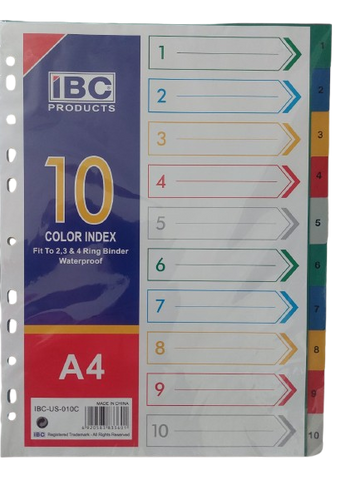 IBC
PRODUCTS
10
COLOR INDEX
Fit To 2,3 & 4 Ring Binder
Waterproof
A4
IBC-US-010C
MADE IN CHINA
IBC Registered Trademark - All Rights Reserved
1
2
3
4
5
6
7
8
9
10
1
2
3
4
5
6
7
8
9
10